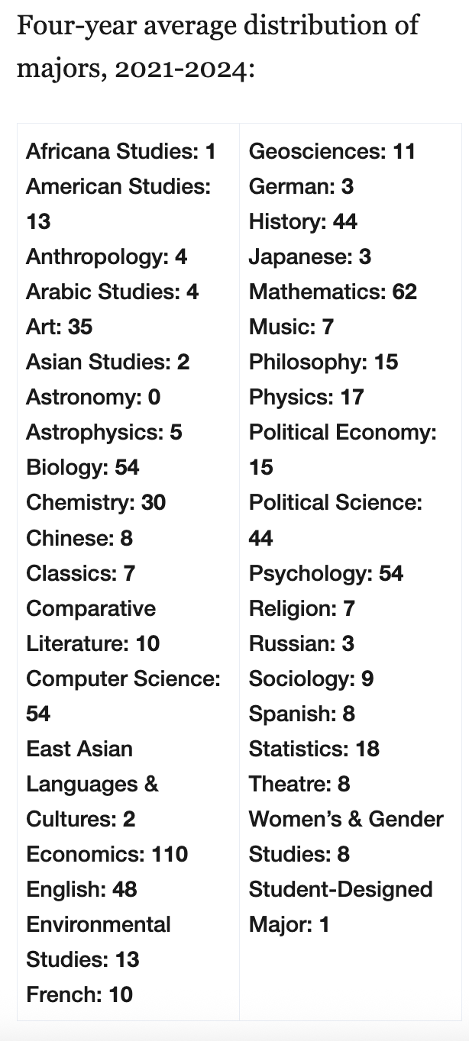 Four-year average distribution of
majors, 2021-2024:
Africana Studies: 1
American Studies:
13
Anthropology: 4
Arabic Studies: 4
Art: 35
Asian Studies: 2
Astronomy: 0
Astrophysics: 5
Biology: 54
Chemistry: 30
Chinese: 8
Classics: 7
Comparative
Literature: 10
Computer Science:
54
East Asian
Languages &
Cultures: 2
Economics: 110
English: 48
Environmental
Studies: 13
French: 10
Geosciences: 11
German: 3
History: 44
Japanese: 3
Mathematics: 62
Music: 7
Philosophy: 15
Physics: 17
Political Economy:
15
Political Science:
44
Psychology: 54
Religion: 7
Russian: 3
Sociology: 9
Spanish: 8
Statistics: 18
Theatre: 8
Women’s & Gender
Studies: 8
Student-Designed
Major: 1